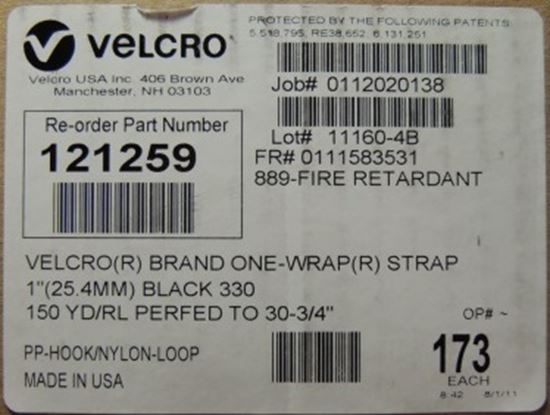 VELCRO
Velcro USA Inc. 406 Brown Ave
Manchester, NH 03103
PROTECTED BY THE FOLLOWING PATENTS:
5,518,795, RE38,652, 6,131,251
Job# 0112020138
Lot# 11160-4B
FR# 0111583531
889-FIRE RETARDANT
Re-order Part Number
121259
VELCRO(R) BRAND ONE-WRAP(R) STRAP
1"(25.4MM) BLACK 330
150 YD/RL PERFED TO 30-3/4"
OP# ~
PP-HOOK/NYLON-LOOP
MADE IN USA
173
EACH
8:42 8/1/11